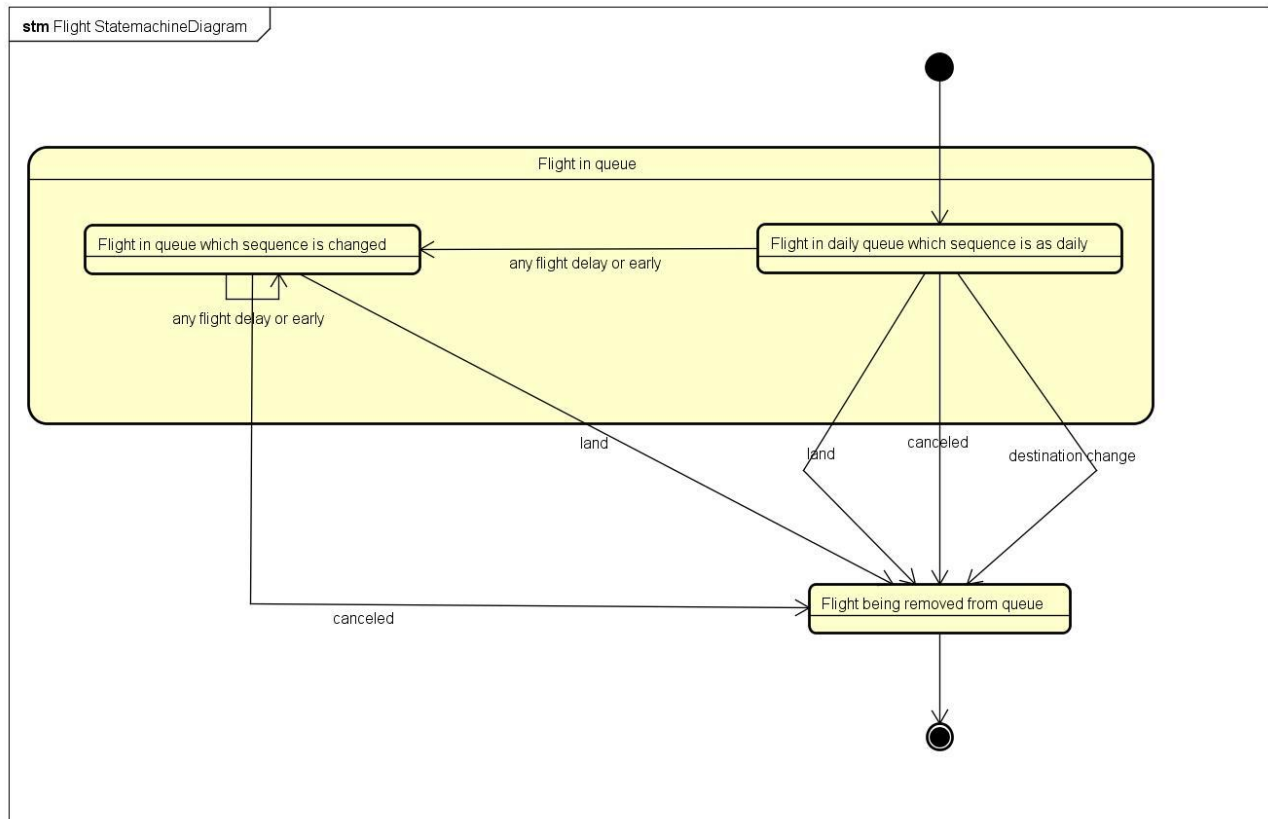 stm Flight StatemachineDiagram
Flight in queue
Flight in queue which sequence is changed
Flight in daily queue which sequence is as daily
any flight delay or early
any flight delay or early
land
land
canceled
destination change
Flight being removed from queue
canceled